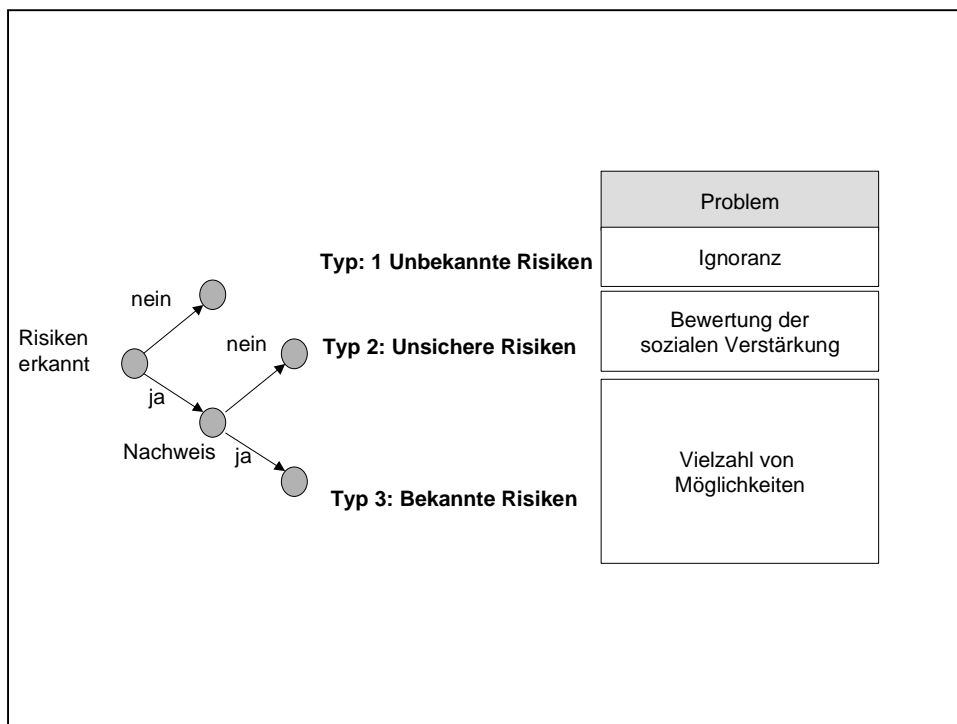 Problem
Typ: 1 Unbekannte Risiken
Ignoranz
nein
Risiken
erkannt
nein
Typ 2: Unsichere Risiken
Bewertung der
sozialen Verstärkung
ja
Nachweis
ja
Typ 3: Bekannte Risiken
Vielzahl von
Möglichkeiten